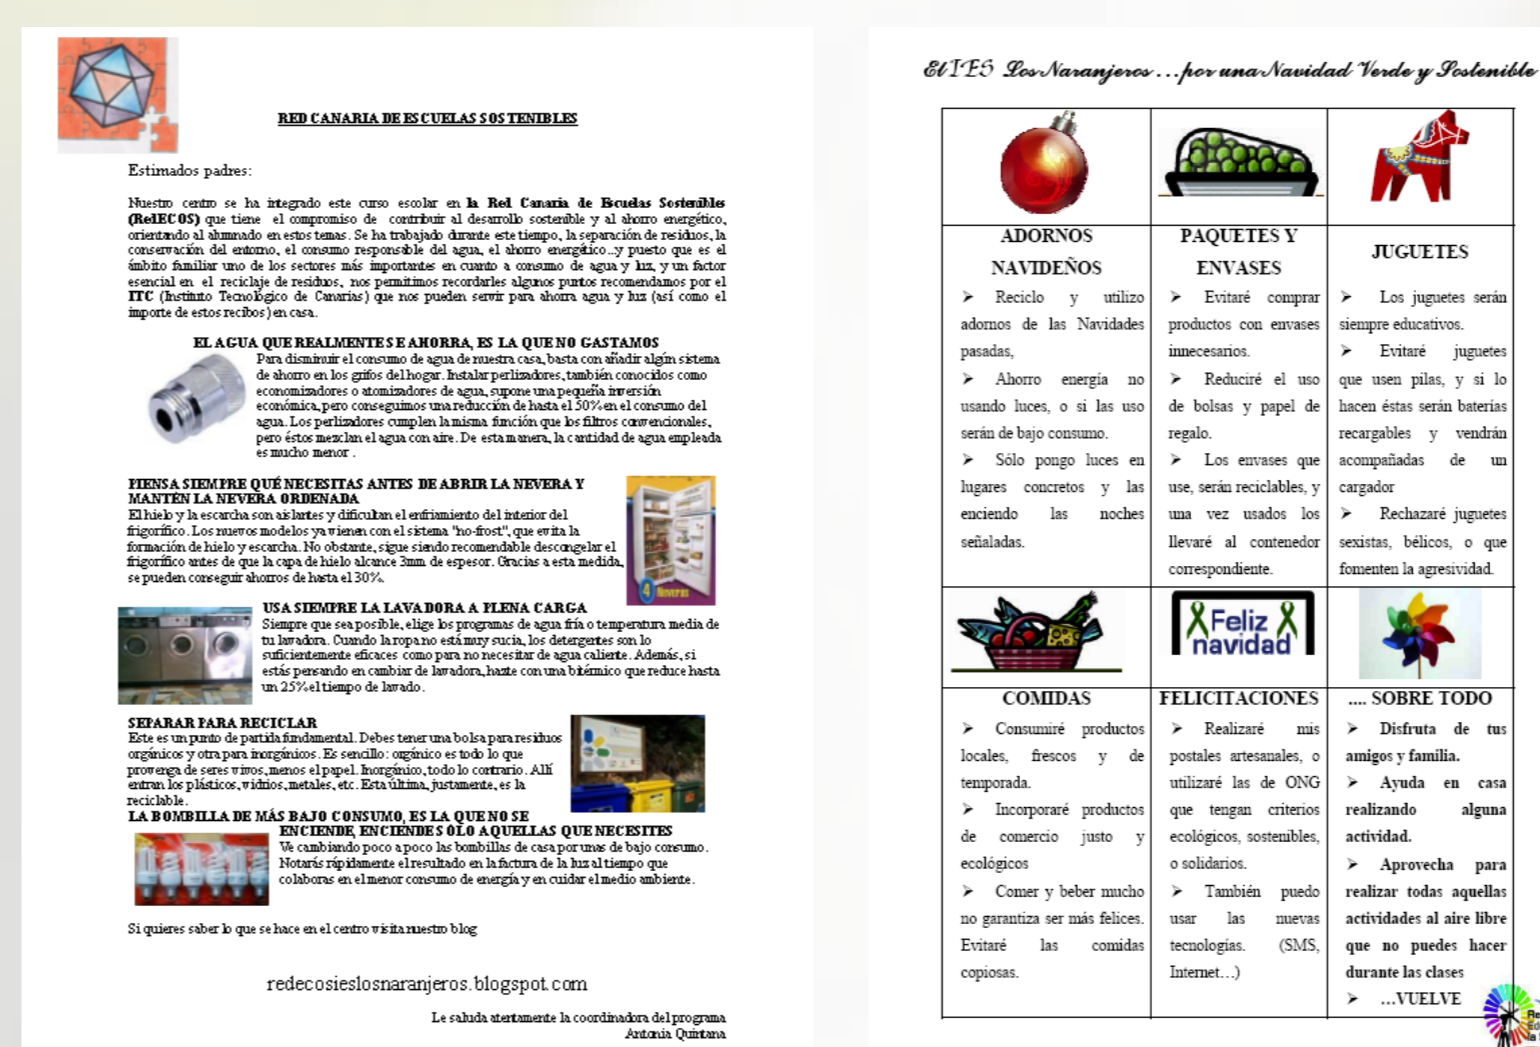 RED CANARIA DE ESCUELAS SOSTENIBLES
Estimados padres:
Nuestro centro se ha integrado este curso escolar en la Red Canaria de Escuelas Sostenibles
(RedECOS) que tiene el compromiso de contribuir al desarrollo sostenible y al ahorro energético,
orientando al alumnado en estos temas. Se ha trabajado durante este tiempo, la separación de residuos, la
conservación del entorno, el consumo responsable del agua, el ahorro energético...y puesto que es el
ámbito familiar uno de los sectores más importantes en cuanto a consumo de agua y luz, y un factor
esencial en el reciclaje de residuos, nos permitimos recordarles algunos puntos recomendamos por el
ITC (Instituto Tecnológico de Canarias) que nos pueden servir para ahorra agua y luz (así como el
importe de estos recibos) en casa.
EL AGUA QUE REALMENTE SE AHORRA, ES LA QUE NO GASTAMOS
Para disminuir el consumo de agua de nuestra casa, basta con añadir algún sistema
de ahorro en los grifos del hogar. Instalar perlizadores, también conocidos como
economizadores o atomizadores de agua, supone una pequeña inversión
económica, pero conseguimos una reducción de hasta el 50% en el consumo del
agua. Los perlizadores cumplen la misma función que los filtros convencionales,
pero éstos mezclan el agua con aire. De esta manera, la cantidad de agua empleada
es mucho menor .
PIENSA SIEMPRE QUÉ NECESITAS ANTES DE ABRIR LA NEVERA Y
MANTÉN LA NEVERA ORDENADA
El hielo y la escarcha son aislantes y dificultan el enfriamiento del interior del
frigorífico. Los nuevos modelos ya vienen con el sistema "no-frost", que evita la
formación de hielo y escarcha. No obstante, sigue siendo recomendable descongelar el
frigorífico antes de que la capa de hielo alcance 3mm de espesor. Gracias a esta medida,
se pueden conseguir ahorros de hasta el 30%.
4 Neveras
USA SIEMPRE LA LAVADORA A PLENA CARGA
Siempre que sea posible, elige los programas de agua fría o temperatura media de
tu lavadora. Cuando la ropa no está muy sucia, los detergentes son lo
suficientemente eficaces como para no necesitar de agua caliente. Además, si
estás pensando en cambiar de lavadora, hazte con una bitérmico que reduce hasta
un 25% el tiempo de lavado.
SEPARAR PARA RECICLAR
Este es un punto de partida fundamental. Debes tener una bolsa para residuos
orgánicos y otra para inorgánicos. Es sencillo: orgánico es todo lo que
provenga de seres vivos, menos el papel. Inorgánico, todo lo contrario. Allí
entran los plásticos, vidrios, metales, etc. Esta última, justamente, es la
reciclable.
LA BOMBILLA DE MÁS BAJO CONSUMO, ES LA QUE NO SE
ENCIENDE, ENCIENDE SÓLO AQUELLAS QUE NECESITES
Ve cambiando poco a poco las bombillas de casa por unas de bajo consumo.
Notarás rápidamente el resultado en la factura de la luz al tiempo que
colaboras en el menor consumo de energía y en cuidar el medio ambiente.
Si quieres saber lo que se hace en el centro visita nuestro blog
redecosieslosnaranjeros.blogspot.com
Le saluda atentamente la coordinadora del programa
Antonia Quintana
El IES Los Naranjeros ...por una Navidad Verde y Sostenible
ADORNOS
NAVIDEÑOS
➢ Reciclo y utilizo
adornos de las Navidades
pasadas,
➢ Ahorro energía no
usando luces, o si las uso
serán de bajo consumo.
➢ Sólo pongo luces en
lugares concretos y las
enciendo las noches
señaladas.
PAQUETES Y
ENVASES
➢ Evitaré comprar
productos con envases
innecesarios.
➢ Reduciré el uso
de bolsas y papel de
regalo.
➢ Los envases que
use, serán reciclables, y
una vez usados los
llevaré al contenedor
correspondiente.
JUGUETES
➢ Los juguetes serán
siempre educativos.
➢ Evitaré juguetes
que usen pilas, y si lo
hacen éstas serán baterías
recargables y vendrán
acompañadas de un
cargador
➢ Rechazaré juguetes
sexistas, bélicos, o que
fomenten la agresividad.
Feliz
navidad
COMIDAS
➢ Consumiré productos
locales, frescos y de
temporada.
➢ Incorporaré productos
de comercio justo y
ecológicos
➢ Comer y beber mucho
no garantiza ser más felices.
Evitaré las comidas
copiosas.
FELICITACIONES
➢ Realizaré mis
postales artesanales, o
utilizaré las de ONG
que tengan criterios
ecológicos, sostenibles,
o solidarios.
➢ También puedo
usar las nuevas
tecnologías. (SMS,
Internet…)
.... SOBRE TODO
➢ Disfruta de tus
amigos y familia.
➢ Ayuda en casa
realizando alguna
actividad.
➢ Aprovecha para
realizar todas aquellas
actividades al aire libre
que no puedes hacer
durante las clases
➢ ...VUELVE